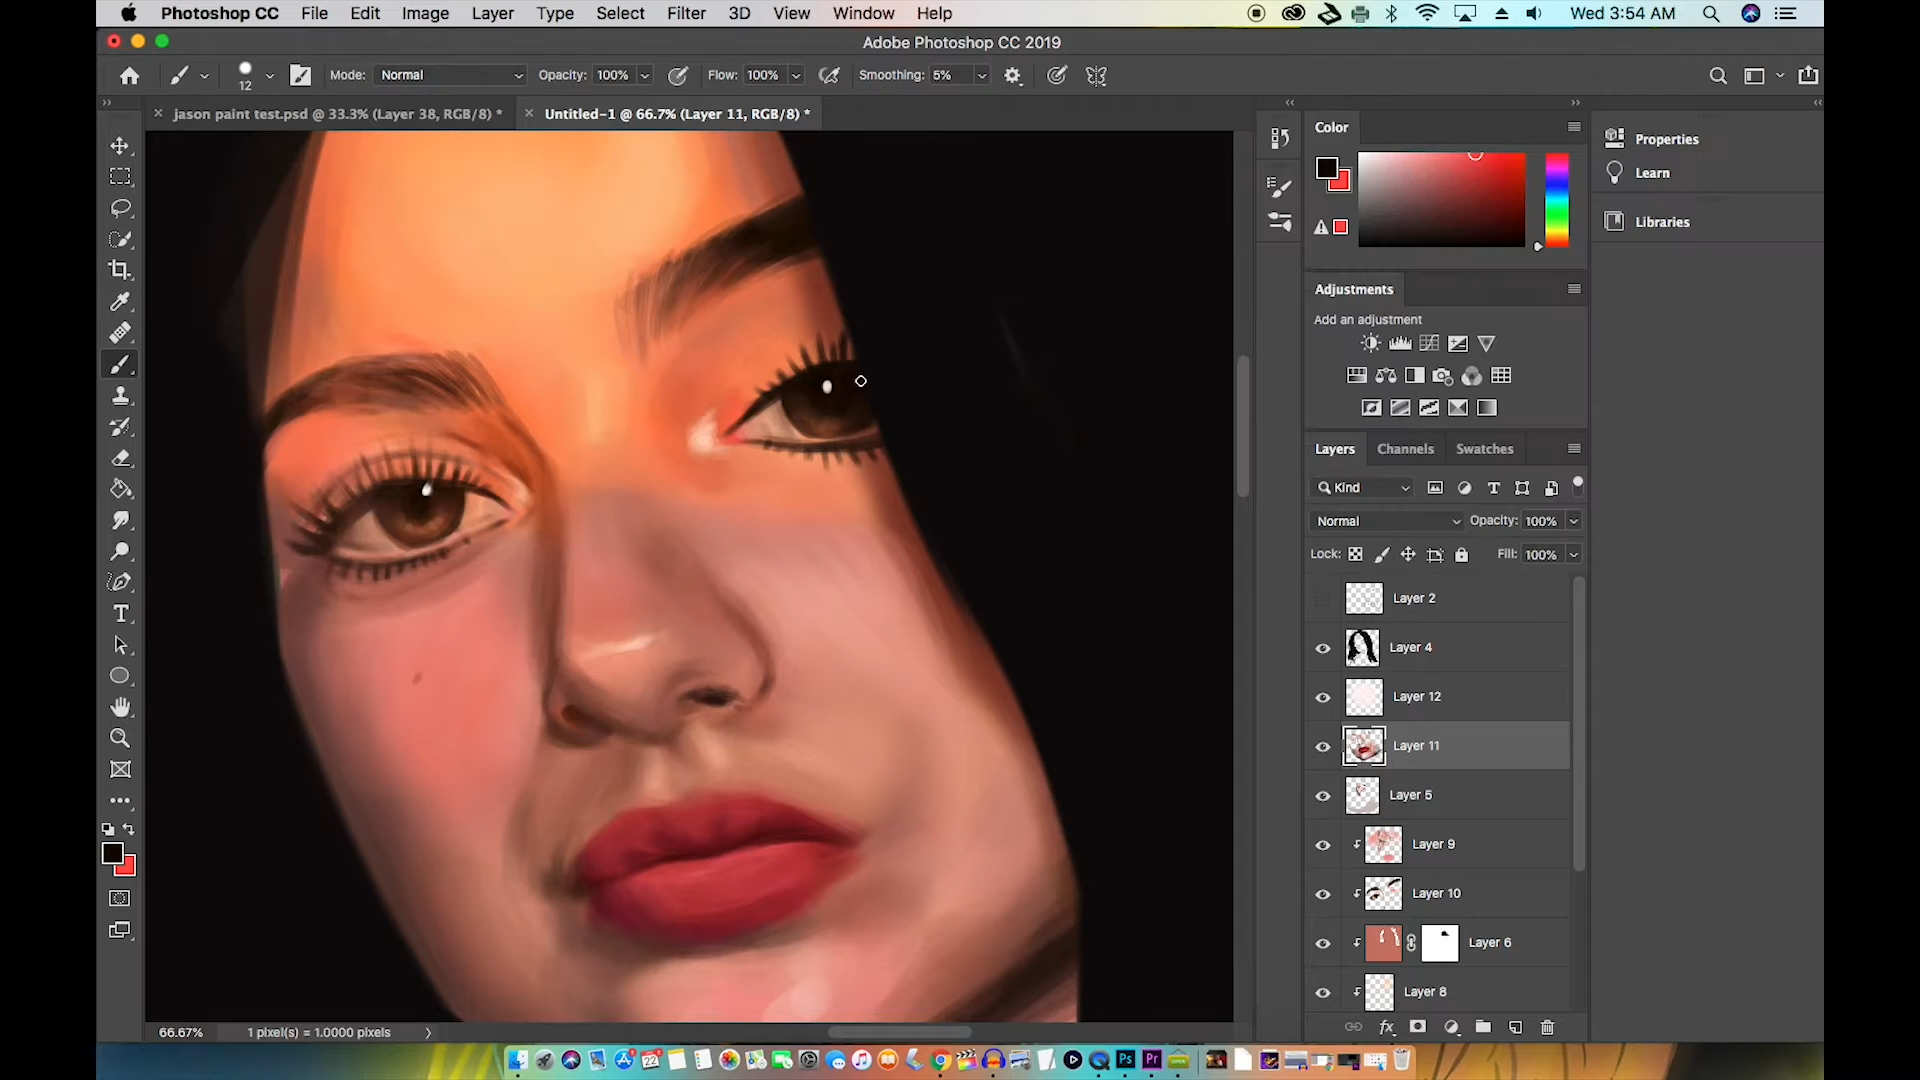 Photoshop CC File Edit Image Layer Type Select Filter 3D View Window Help Wed 3:54 AM
Adobe Photoshop CC 2019
12 Mode: Normal Opacity: 100% Flow: 100% Smoothing: 5%
jason paint test.psd @ 33.3% (Layer 38, RGB/8) * Untitled-1 @ 66.7% (Layer 11, RGB/8) *
Color
Properties
Learn
Libraries
Adjustments
Add an adjustment
Layers Channels Swatches
Kind
Normal Opacity: 100%
Lock: Fill: 100%
Layer 2
Layer 4
Layer 12
Layer 11
Layer 5
Layer 9
Layer 10
Layer 6
Layer 8
fx
66.67% 1 pixel(s) = 1.0000 pixels
22 Ps Pr